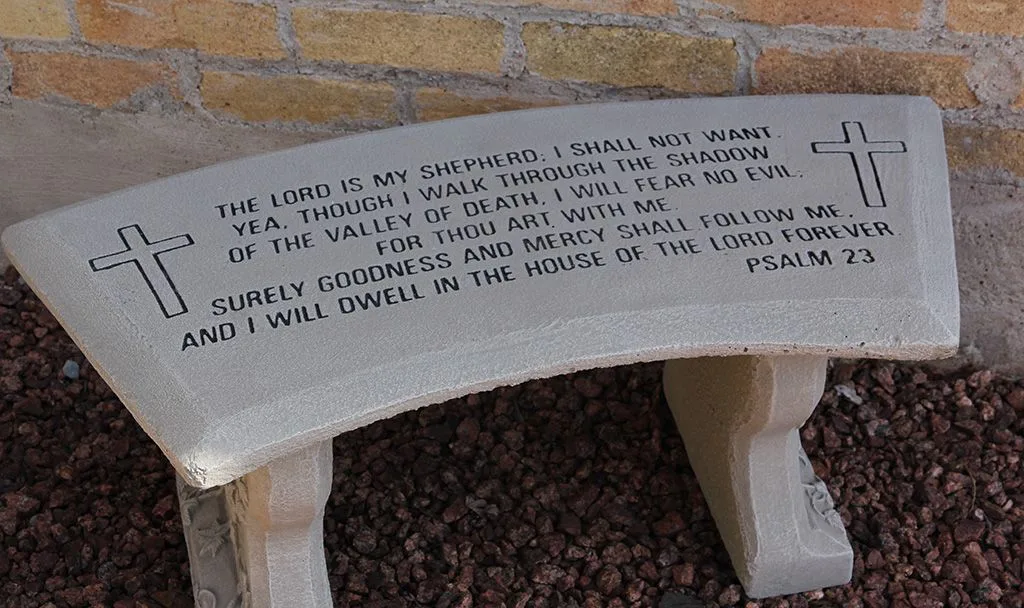 THE LORD IS MY SHEPHERD; I SHALL NOT WANT.
YEA, THOUGH I WALK THROUGH THE SHADOW
OF THE VALLEY OF DEATH, I WILL FEAR NO EVIL;
FOR THOU ART WITH ME.
SURELY GOODNESS AND MERCY SHALL FOLLOW ME,
AND I WILL DWELL IN THE HOUSE OF THE LORD FOREVER.
PSALM 23